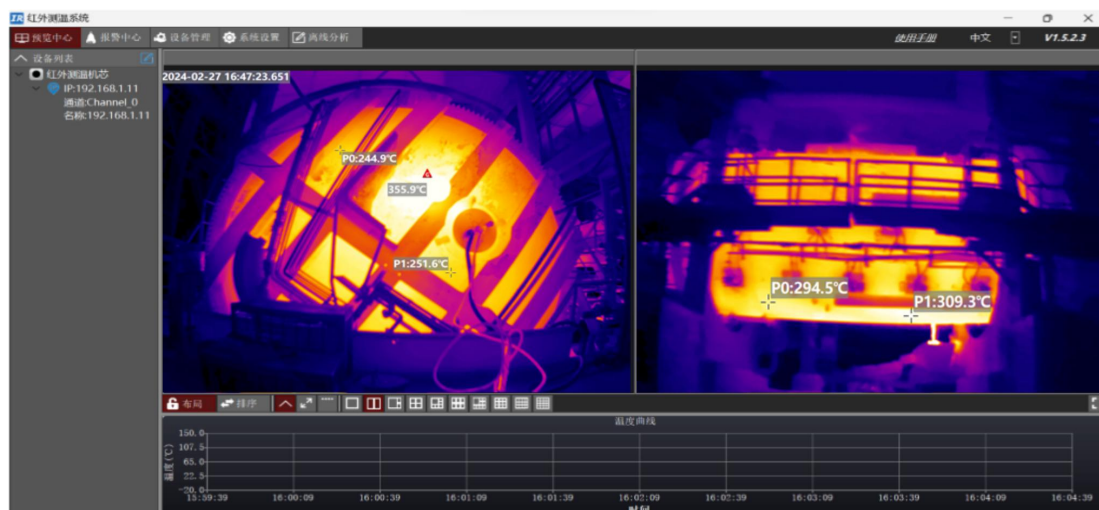 IR 红外测温系统
预览中心 报警中心 设备管理 系统设置 离线分析 使用手册 中文 V1.5.2.3
设备列表
红外测温机芯
IP:192.168.1.11
通道:Channel_0
名称:192.168.1.11
2024-02-27 16:47:23.651
P0:244.9℃
355.9℃
P1:251.6℃
P0:294.5℃
P1:309.3℃
布局 排序
温度曲线
温度(℃)
150.0
107.5
65.0
22.5
-20.0
15:59:39 16:00:09 16:00:39 16:01:09 16:01:39 16:02:09 16:02:39 16:03:09 16:03:39 16:04:09 16:04:39
时间